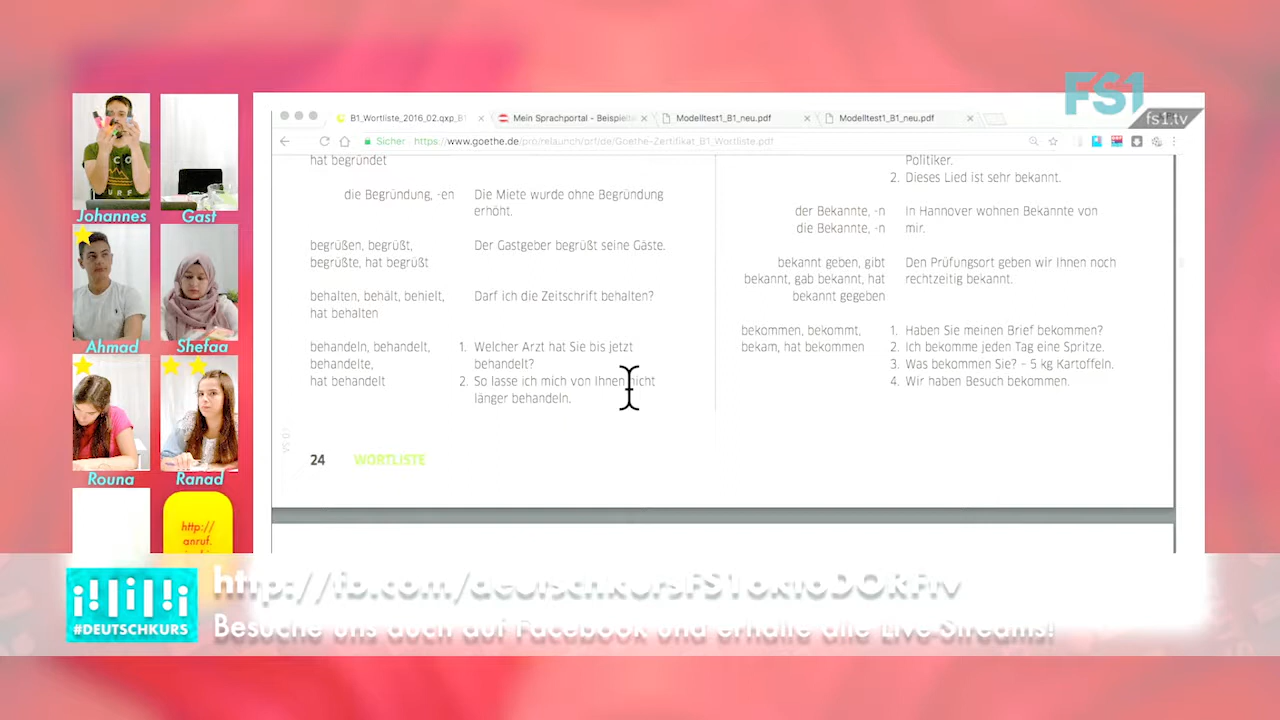 FS1
fs1.tv
B1_Wortliste_2016_02.qxp_B1
Mein Sprachportal - Beispielta
Modelltest1_B1_neu.pdf
Modelltest1_B1_neu.pdf
Sicher https://www.goethe.de/pro/relaunch/prf/de/Goethe-Zertifikat_B1_Wortliste.pdf
hat begründet
die Begründung, -en Die Miete wurde ohne Begründung
erhöht.
begrüßen, begrüßt, Der Gastgeber begrüßt seine Gäste.
begrüßte, hat begrüßt
behalten, behält, behielt, Darf ich die Zeitschrift behalten?
hat behalten
behandeln, behandelt, 1. Welcher Arzt hat Sie bis jetzt
behandelte, behandelt?
hat behandelt 2. So lasse ich mich von Ihnen nicht
länger behandeln.
24 WORTLISTE
Politiker.
2. Dieses Lied ist sehr bekannt.
der Bekannte, -n In Hannover wohnen Bekannte von
die Bekannte, -n mir.
bekannt geben, gibt Den Prüfungsort geben wir Ihnen noch
bekannt, gab bekannt, hat rechtzeitig bekannt.
bekannt gegeben
bekommen, bekommt, 1. Haben Sie meinen Brief bekommen?
bekam, hat bekommen 2. Ich bekomme jeden Tag eine Spritze.
3. Was bekommen Sie? – 5 kg Kartoffeln.
4. Wir haben Besuch bekommen.
Johannes
Gast
Ahmad
Shefaa
Rouna
Ranad
http://
anruf.
#DEUTSCHKURS
http://fb.com/deutschkursFS1OktoDORFtv
Besuche uns auch auf Facebook und erhalte alle Live-Streams!